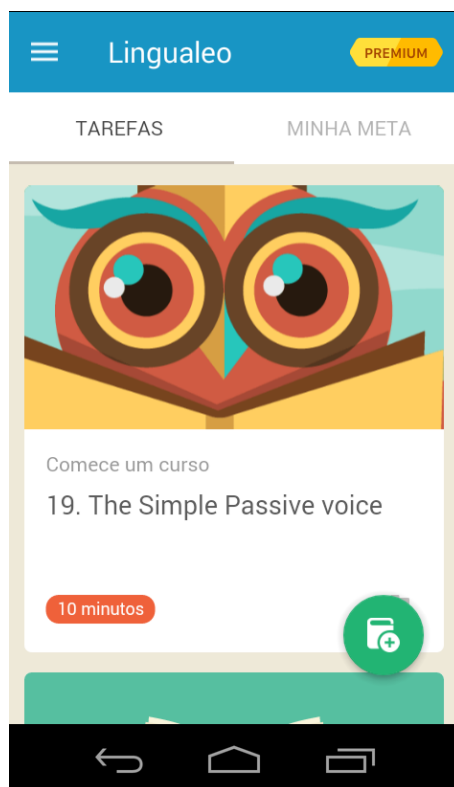 Lingualeo
PREMIUM
TAREFAS
MINHA META
Comece um curso
19. The Simple Passive voice
10 minutos